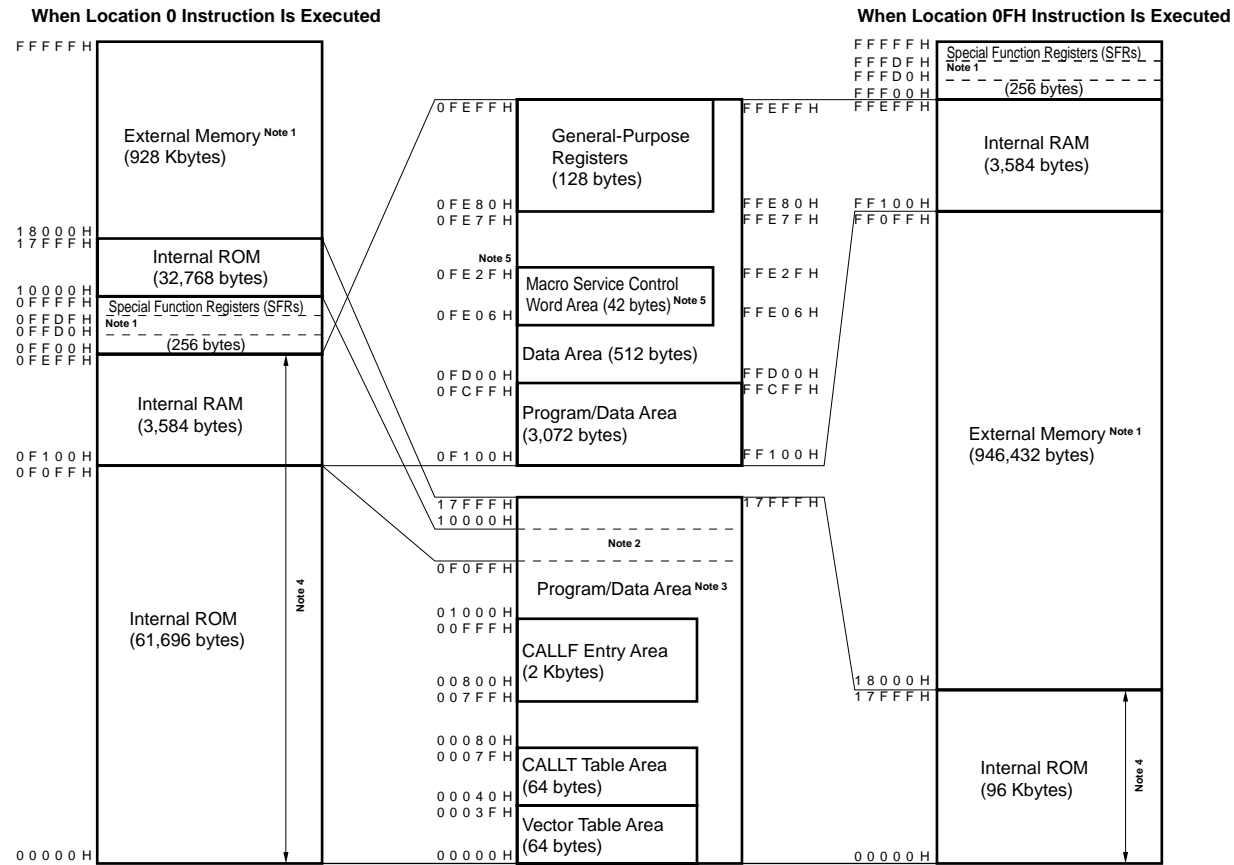 When Location 0 Instruction Is Executed
When Location 0FH Instruction Is Executed
FFFFFH
External Memory Note 1
(928 Kbytes)
18000H
17FFFH
Internal ROM
(32,768 bytes)
10000H
0FFFFH
Special Function Registers (SFRs)
0FFDFH
Note 1
0FFD0H
(256 bytes)
0FF00H
0FEFFH
Internal RAM
(3,584 bytes)
0F100H
0F0FFH
Note 4
Internal ROM
(61,696 bytes)
00000H
0FEFFH
FFEFFH
General-Purpose
Registers
(128 bytes)
0FE80H
FFE80H
0FE7FH
FFE7FH
Note 5
0FE2FH
FFE2FH
Macro Service Control
Word Area (42 bytes) Note 5
0FE06H
FFE06H
Data Area (512 bytes)
0FD00H
FFD00H
0FCFFH
FFCFFH
Program/Data Area
(3,072 bytes)
0F100H
FF100H
17FFFH
17FFFH
10000H
Note 2
0F0FFH
Program/Data Area Note 3
01000H
00FFFH
CALLF Entry Area
(2 Kbytes)
00800H
007FFH
00080H
0007FH
CALLT Table Area
(64 bytes)
00040H
0003FH
Vector Table Area
(64 bytes)
00000H
FFFFFH
Special Function Registers (SFRs)
FFFDFH
Note 1
FFFD0H
(256 bytes)
FFF00H
FFEFFH
Internal RAM
(3,584 bytes)
FF100H
FF0FFH
External Memory Note 1
(946,432 bytes)
18000H
17FFFH
Internal ROM
(96 Kbytes)
Note 4
00000H